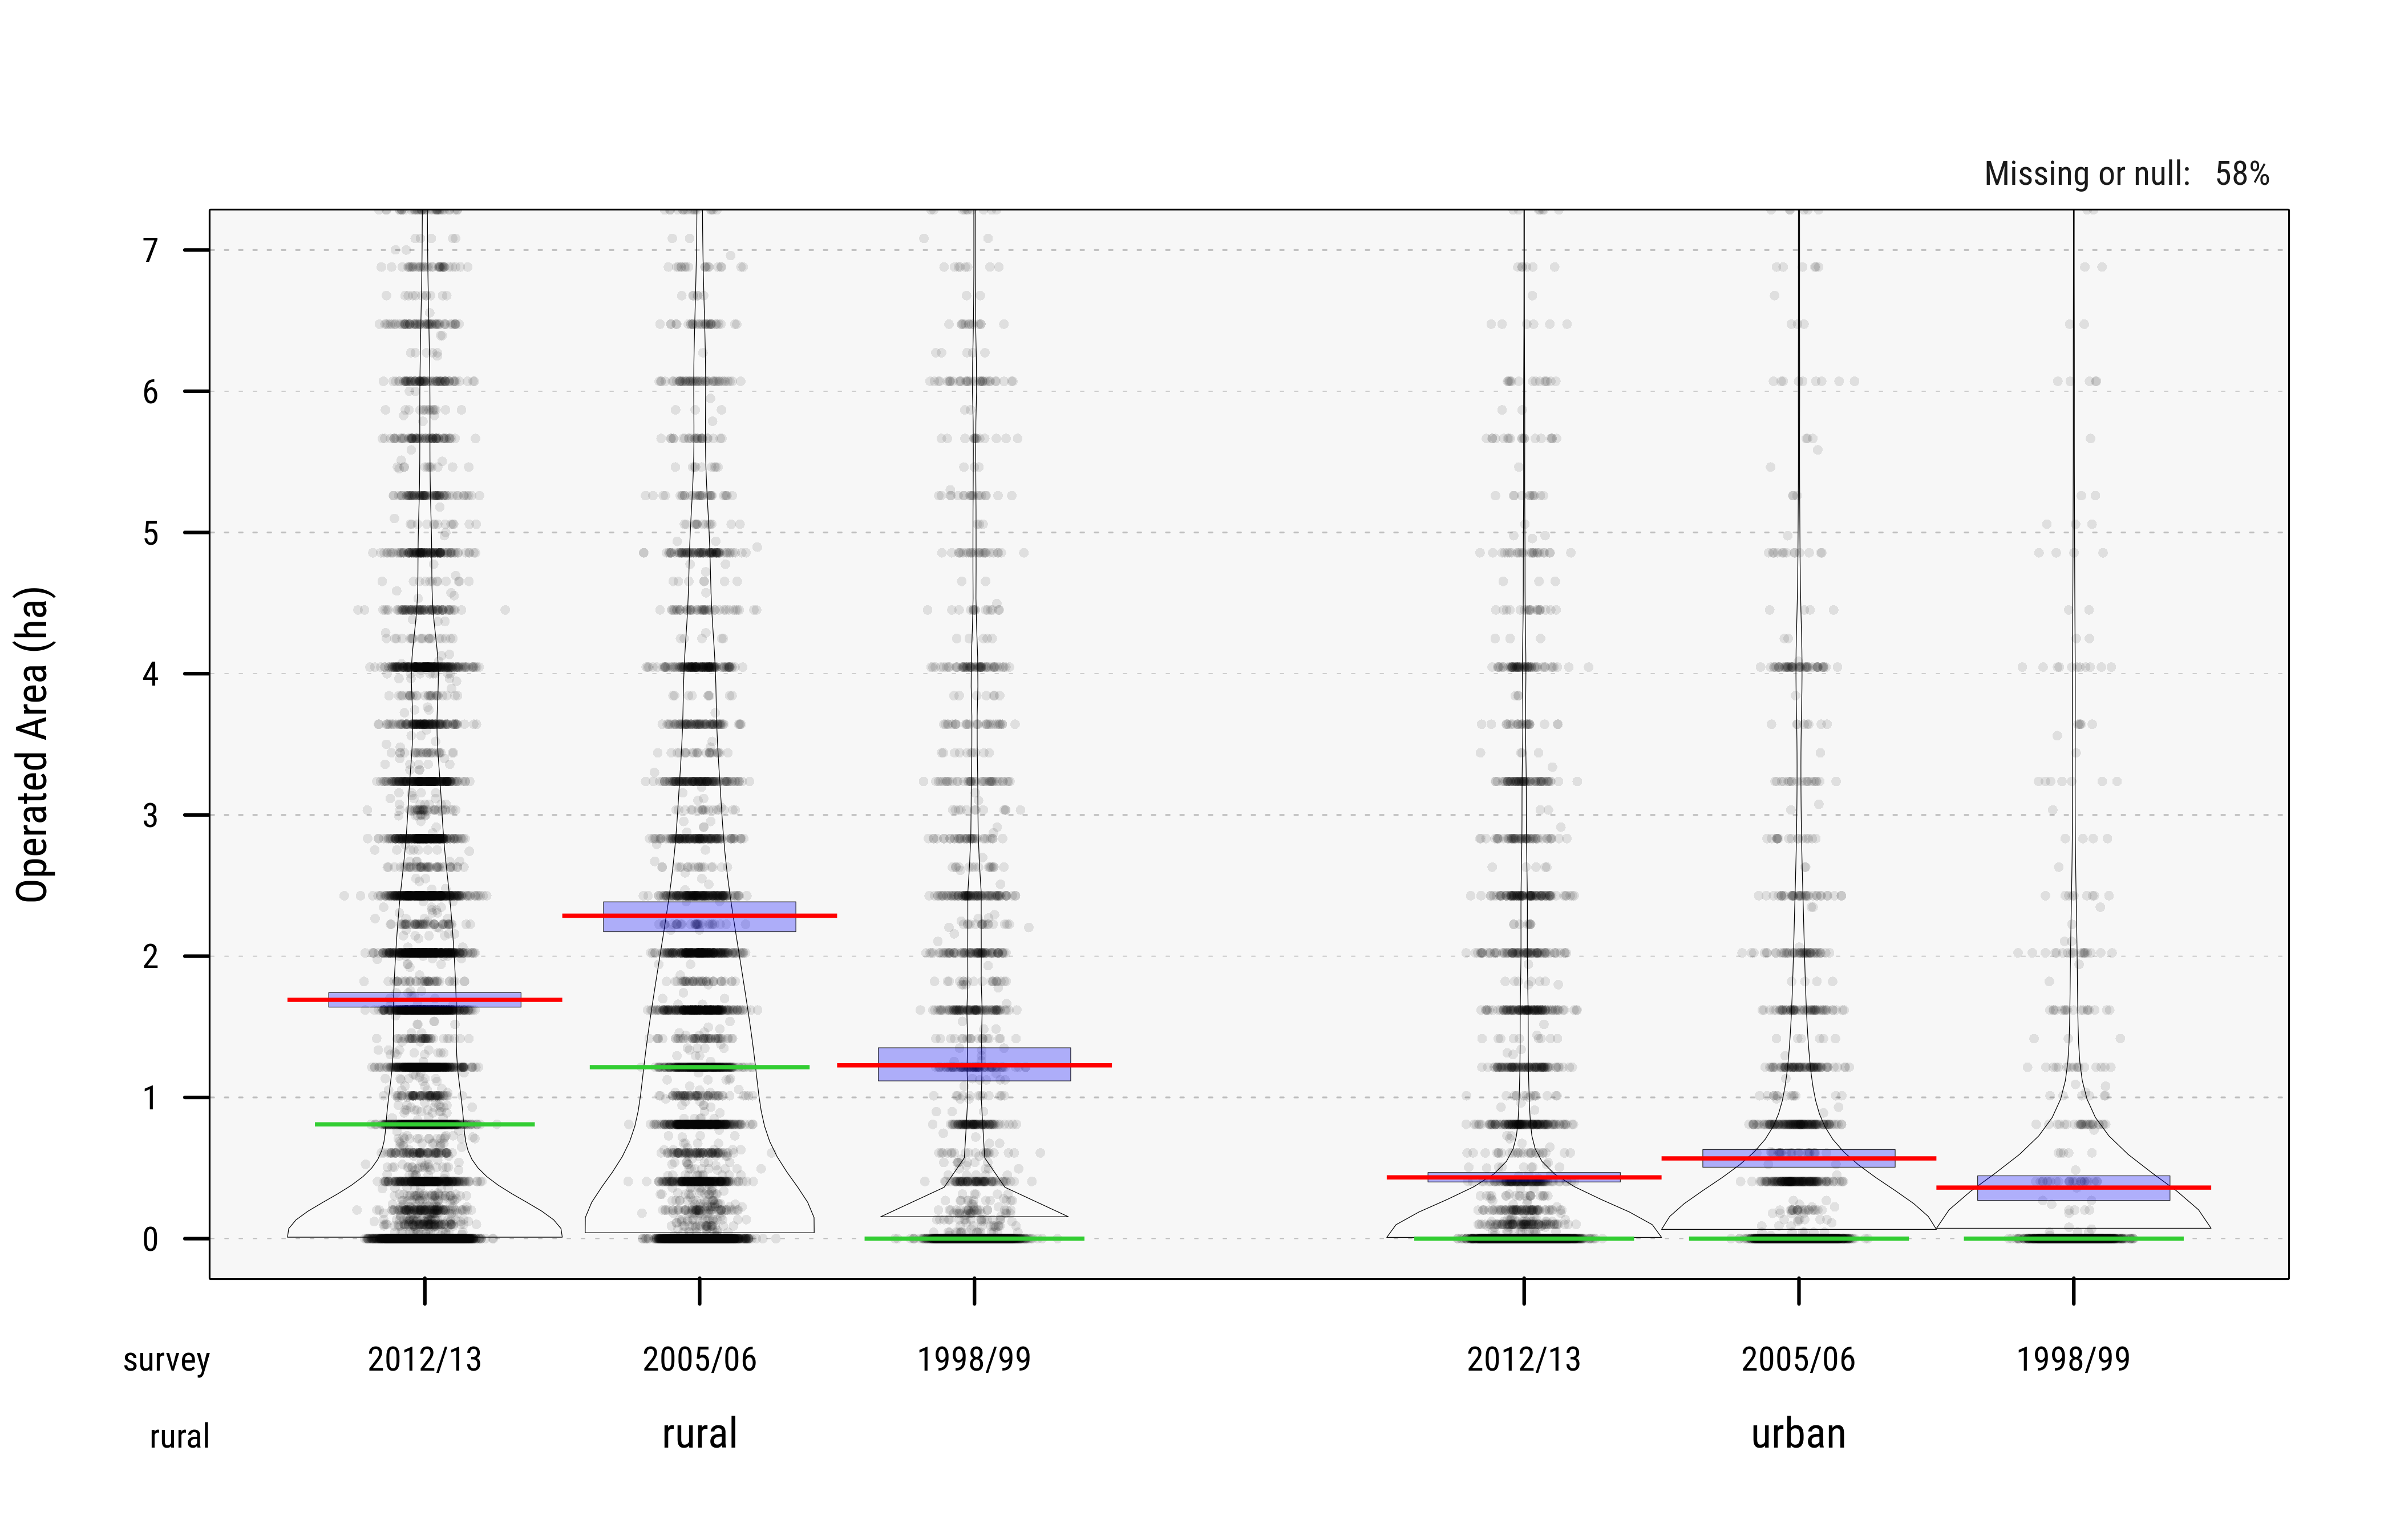 Missing or null: 58%
Operated Area (ha)
7
6
5
4
3
2
1
0
survey 2012/13 2005/06 1998/99 2012/13 2005/06 1998/99
rural rural urban